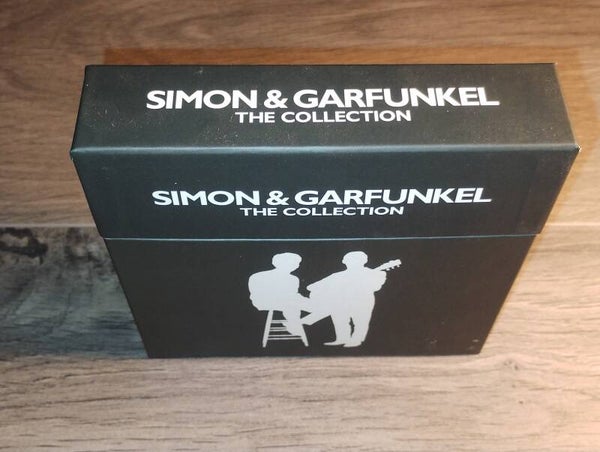 SIMON & GARFUNKEL
THE COLLECTION
SIMON & GARFUNKEL
THE COLLECTION